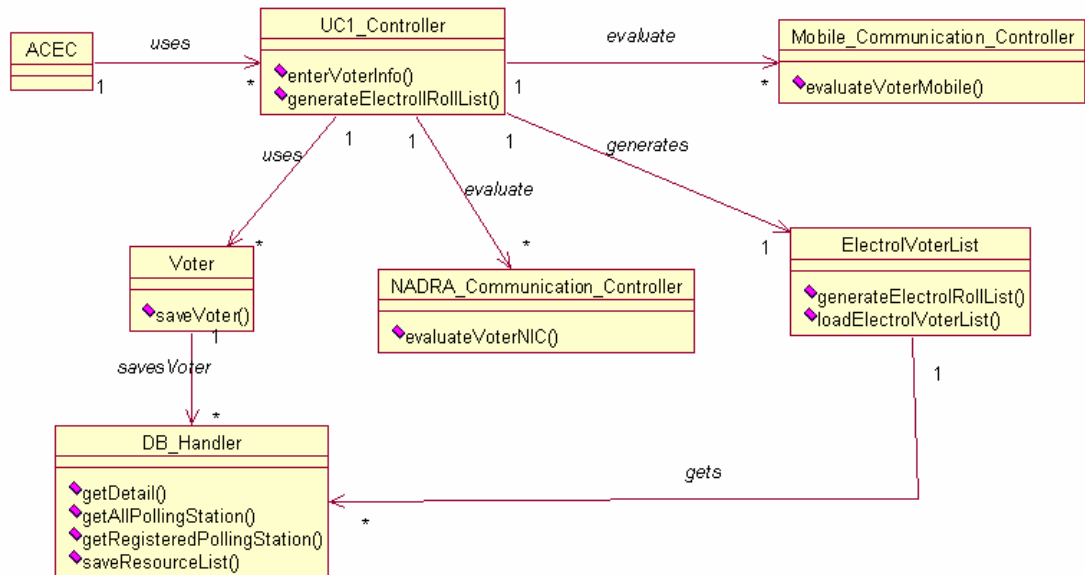 ACEC
uses
1
*
UC1_Controller
enterVoterInfo()
generateElectrollRollList()
evaluate
1
*
Mobile_Communication_Controller
evaluateVoterMobile()
1
uses
*
1
evaluate
*
1
generates
1
Voter
saveVoter()
NADRA_Communication_Controller
evaluateVoterNIC()
ElectrolVoterList
generateElectrolRollList()
loadElectrolVoterList()
1
savesVoter
*
1
gets
*
DB_Handler
getDetail()
getAllPollingStation()
getRegisteredPollingStation()
saveResourceList()